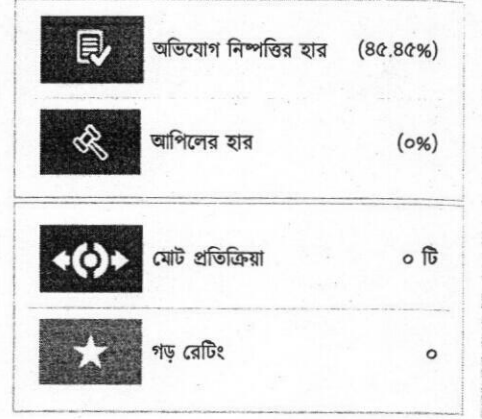 অভিযোগ নিষ্পত্তির হার (৪৫.৪৫%)
আপিলের হার (০%)
মোট প্রতিক্রিয়া ০ টি
গড় রেটিং ০